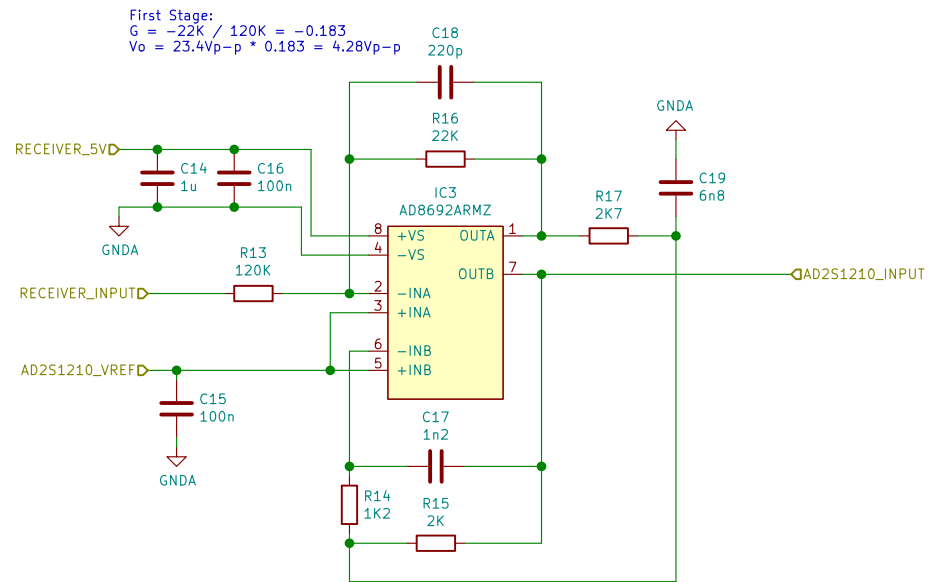 First Stage:
G = -22K / 120K = -0.183
Vo = 23.4Vp-p * 0.183 = 4.28Vp-p
C18
220p
GNDA
R16
22K
RECEIVER_5V
C14
1u
C16
100n
C19
6n8
IC3
AD8692ARMZ
R17
2K7
GNDA
8
+VS
OUTA
1
4
-VS
R13
120K
OUTB
7
AD2S1210_INPUT
RECEIVER_INPUT
2
-INA
3
+INA
6
-INB
AD2S1210_VREF
5
+INB
C15
100n
C17
1n2
GNDA
R14
1K2
R15
2K